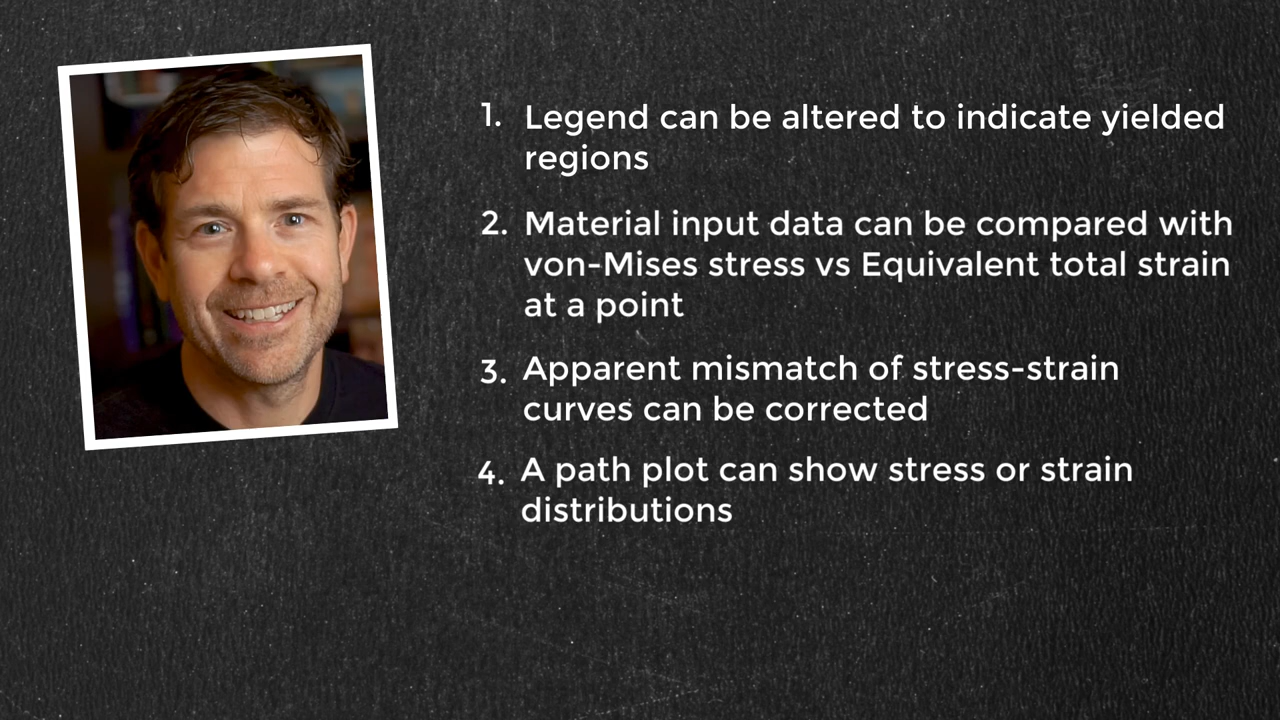 1. Legend can be altered to indicate yielded
regions
2. Material input data can be compared with
von-Mises stress vs Equivalent total strain
at a point
3. Apparent mismatch of stress-strain
curves can be corrected
4. A path plot can show stress or strain
distributions